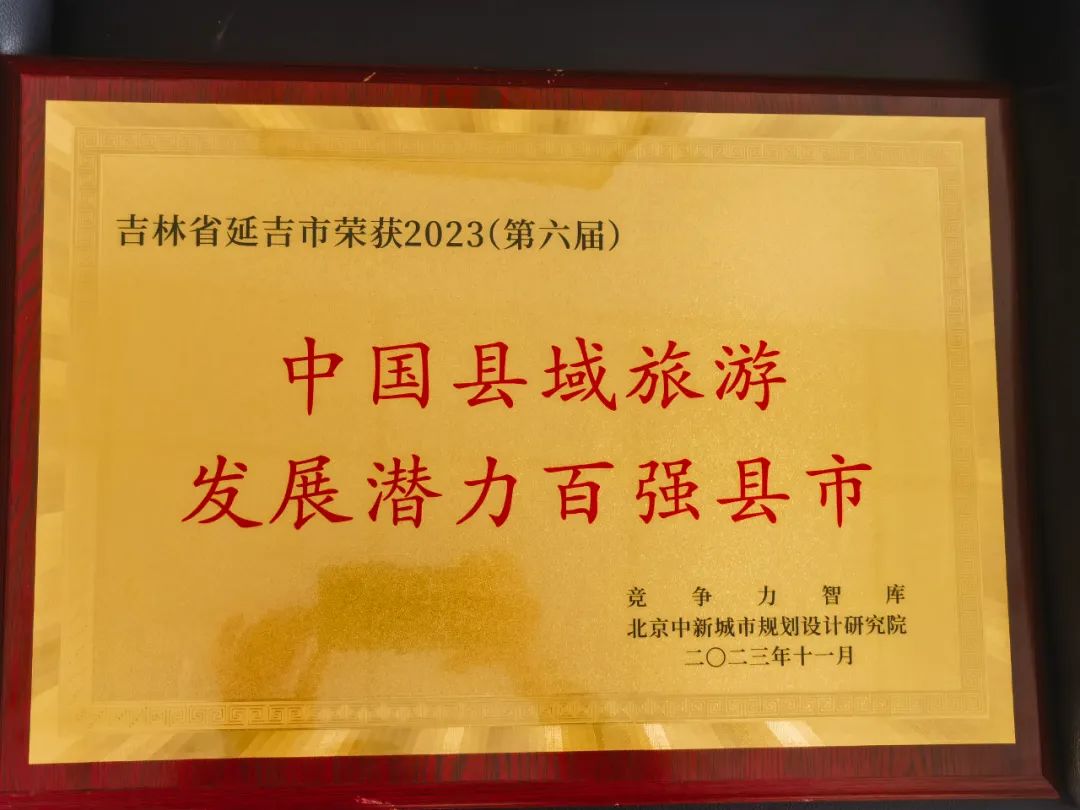 吉林省延吉市荣获2023(第六届)
中国县域旅游
发展潜力百强县市
竞争力智库
北京中新城市规划设计研究院
二〇二三年十一月